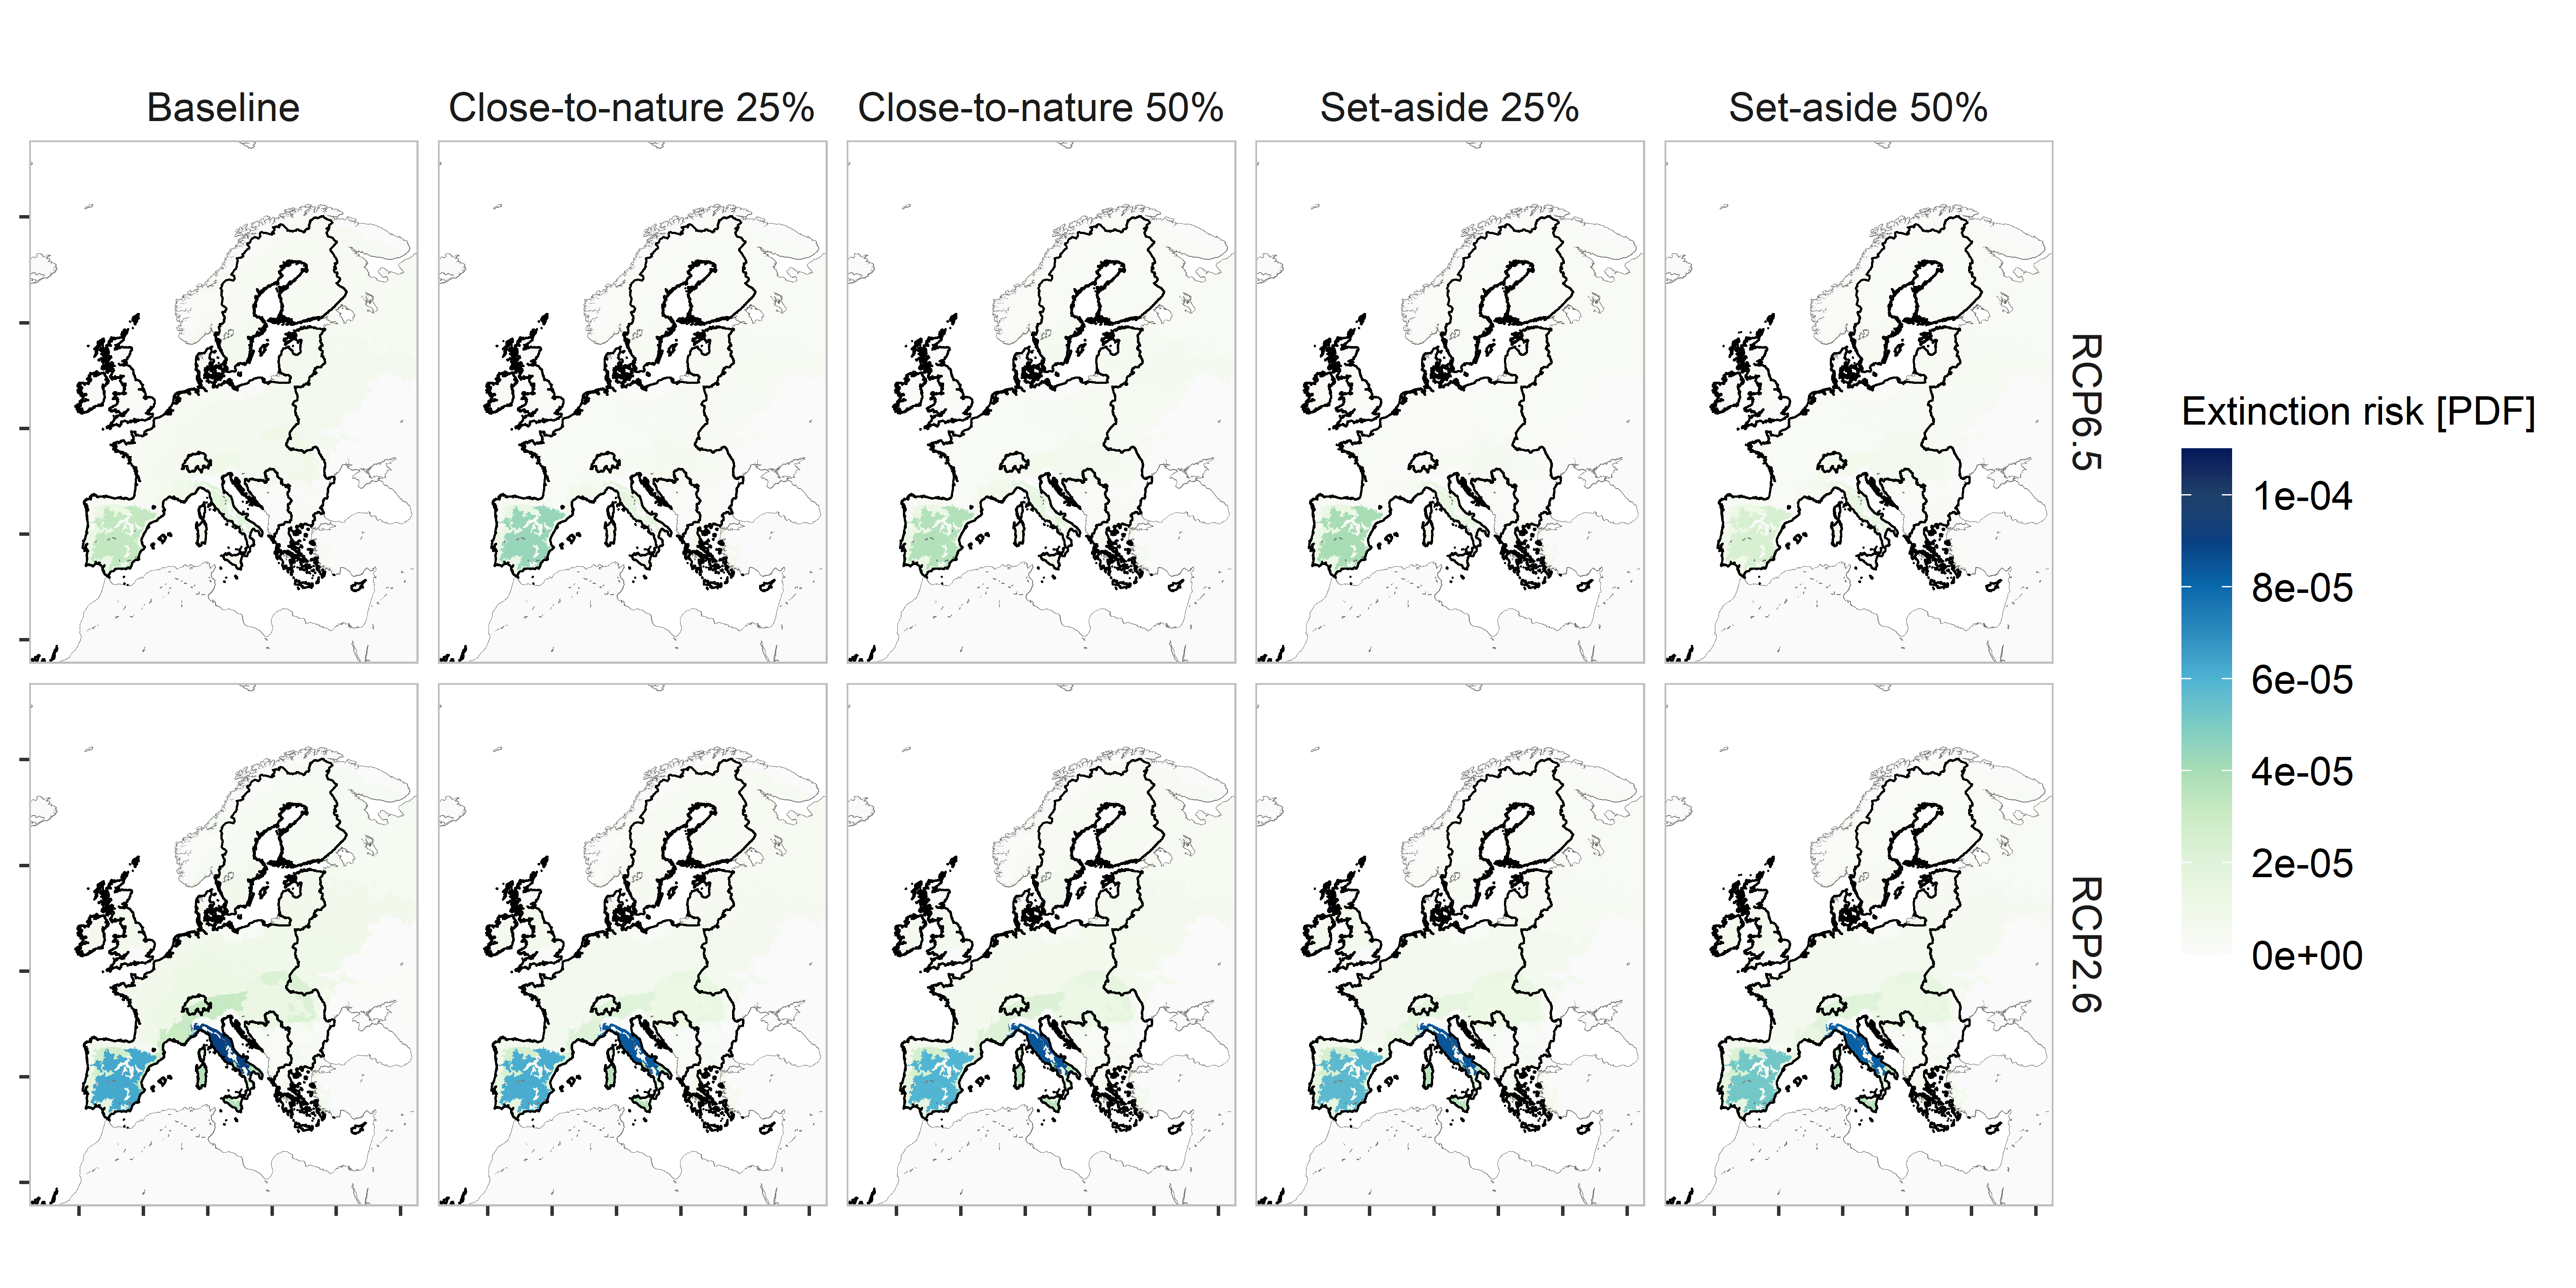 Baseline
Close-to-nature 25%
Close-to-nature 50%
Set-aside 25%
Set-aside 50%
RCP6.5
RCP2.6
Extinction risk [PDF]
1e-04
8e-05
6e-05
4e-05
2e-05
0e+00